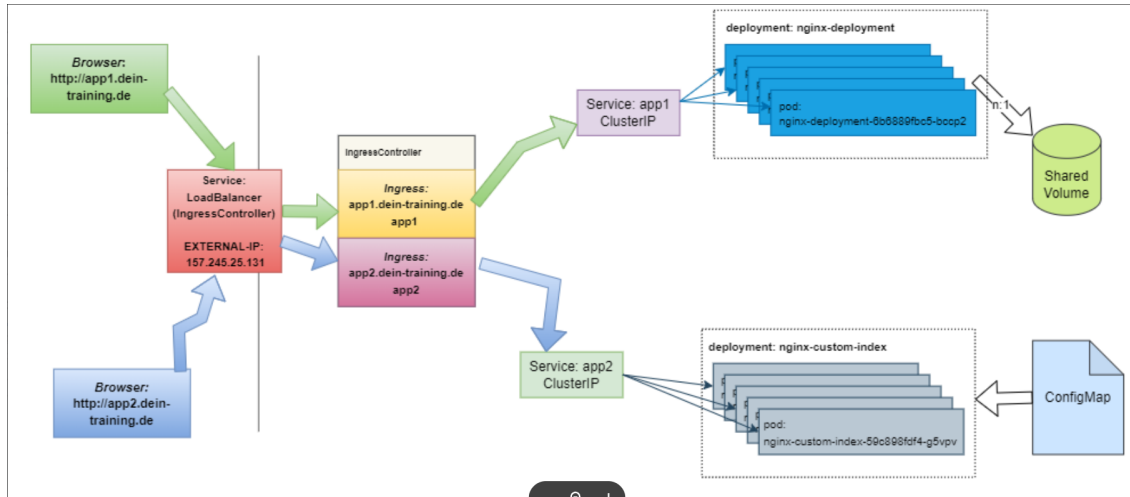 Browser:
http://app1.dein-
training.de
Service:
LoadBalancer
(IngressController)
EXTERNAL-IP:
157.245.25.131
Browser:
http://app2.dein-
training.de
IngressController
Ingress:
app1.dein-training.de
app1
Ingress:
app2.dein-training.de
app2
Service: app1
ClusterIP
deployment: nginx-deployment
pod:
nginx-deployment-6b6889fbc5-bccp2
n:1
Shared
Volume
Service: app2
ClusterIP
deployment: nginx-custom-index
pod:
nginx-custom-index-59c898fdf4-g5vpv
ConfigMap